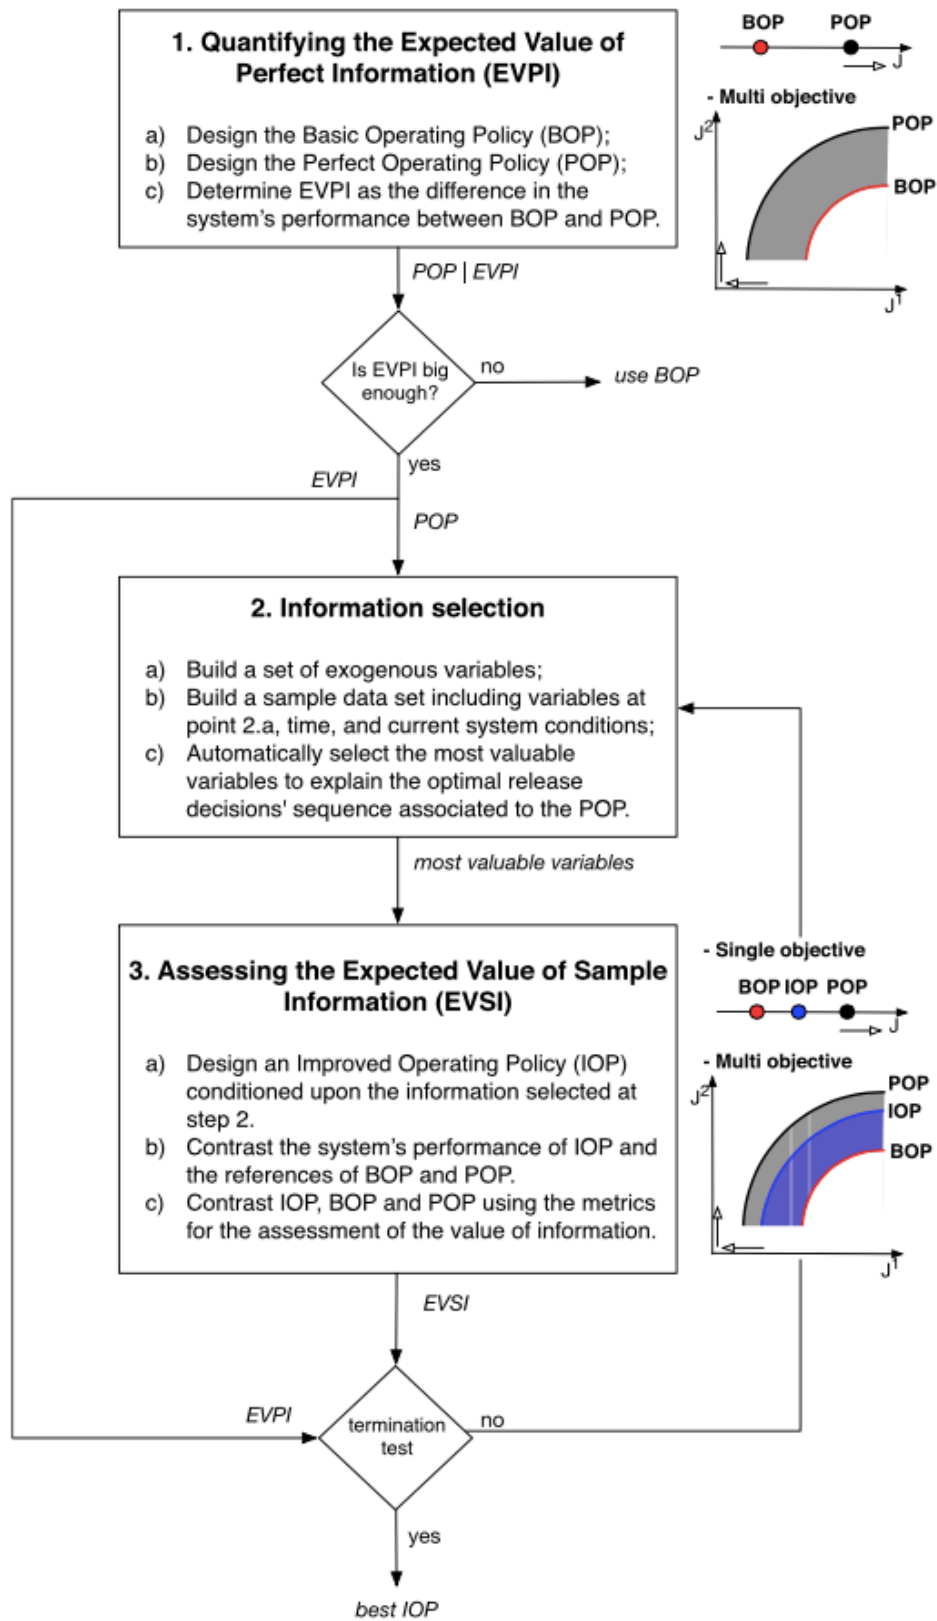 1. Quantifying the Expected Value of
Perfect Information (EVPI)
a) Design the Basic Operating Policy (BOP);
b) Design the Perfect Operating Policy (POP);
c) Determine EVPI as the difference in the
system's performance between BOP and POP.
BOP POP
J
- Multi objective
J2
POP
BOP
J1
POP | EVPI
Is EVPI big
enough?
no
use BOP
yes
EVPI
POP
2. Information selection
a) Build a set of exogenous variables;
b) Build a sample data set including variables at
point 2.a, time, and current system conditions;
c) Automatically select the most valuable
variables to explain the optimal release
decisions' sequence associated to the POP.
most valuable variables
3. Assessing the Expected Value of Sample
Information (EVSI)
a) Design an Improved Operating Policy (IOP)
conditioned upon the information selected at
step 2.
b) Contrast the system's performance of IOP and
the references of BOP and POP.
c) Contrast IOP, BOP and POP using the metrics
for the assessment of the value of information.
- Single objective
BOP IOP POP
J
- Multi objective
J2
POP
IOP
BOP
J1
EVSI
EVPI
termination
test
no
yes
best IOP